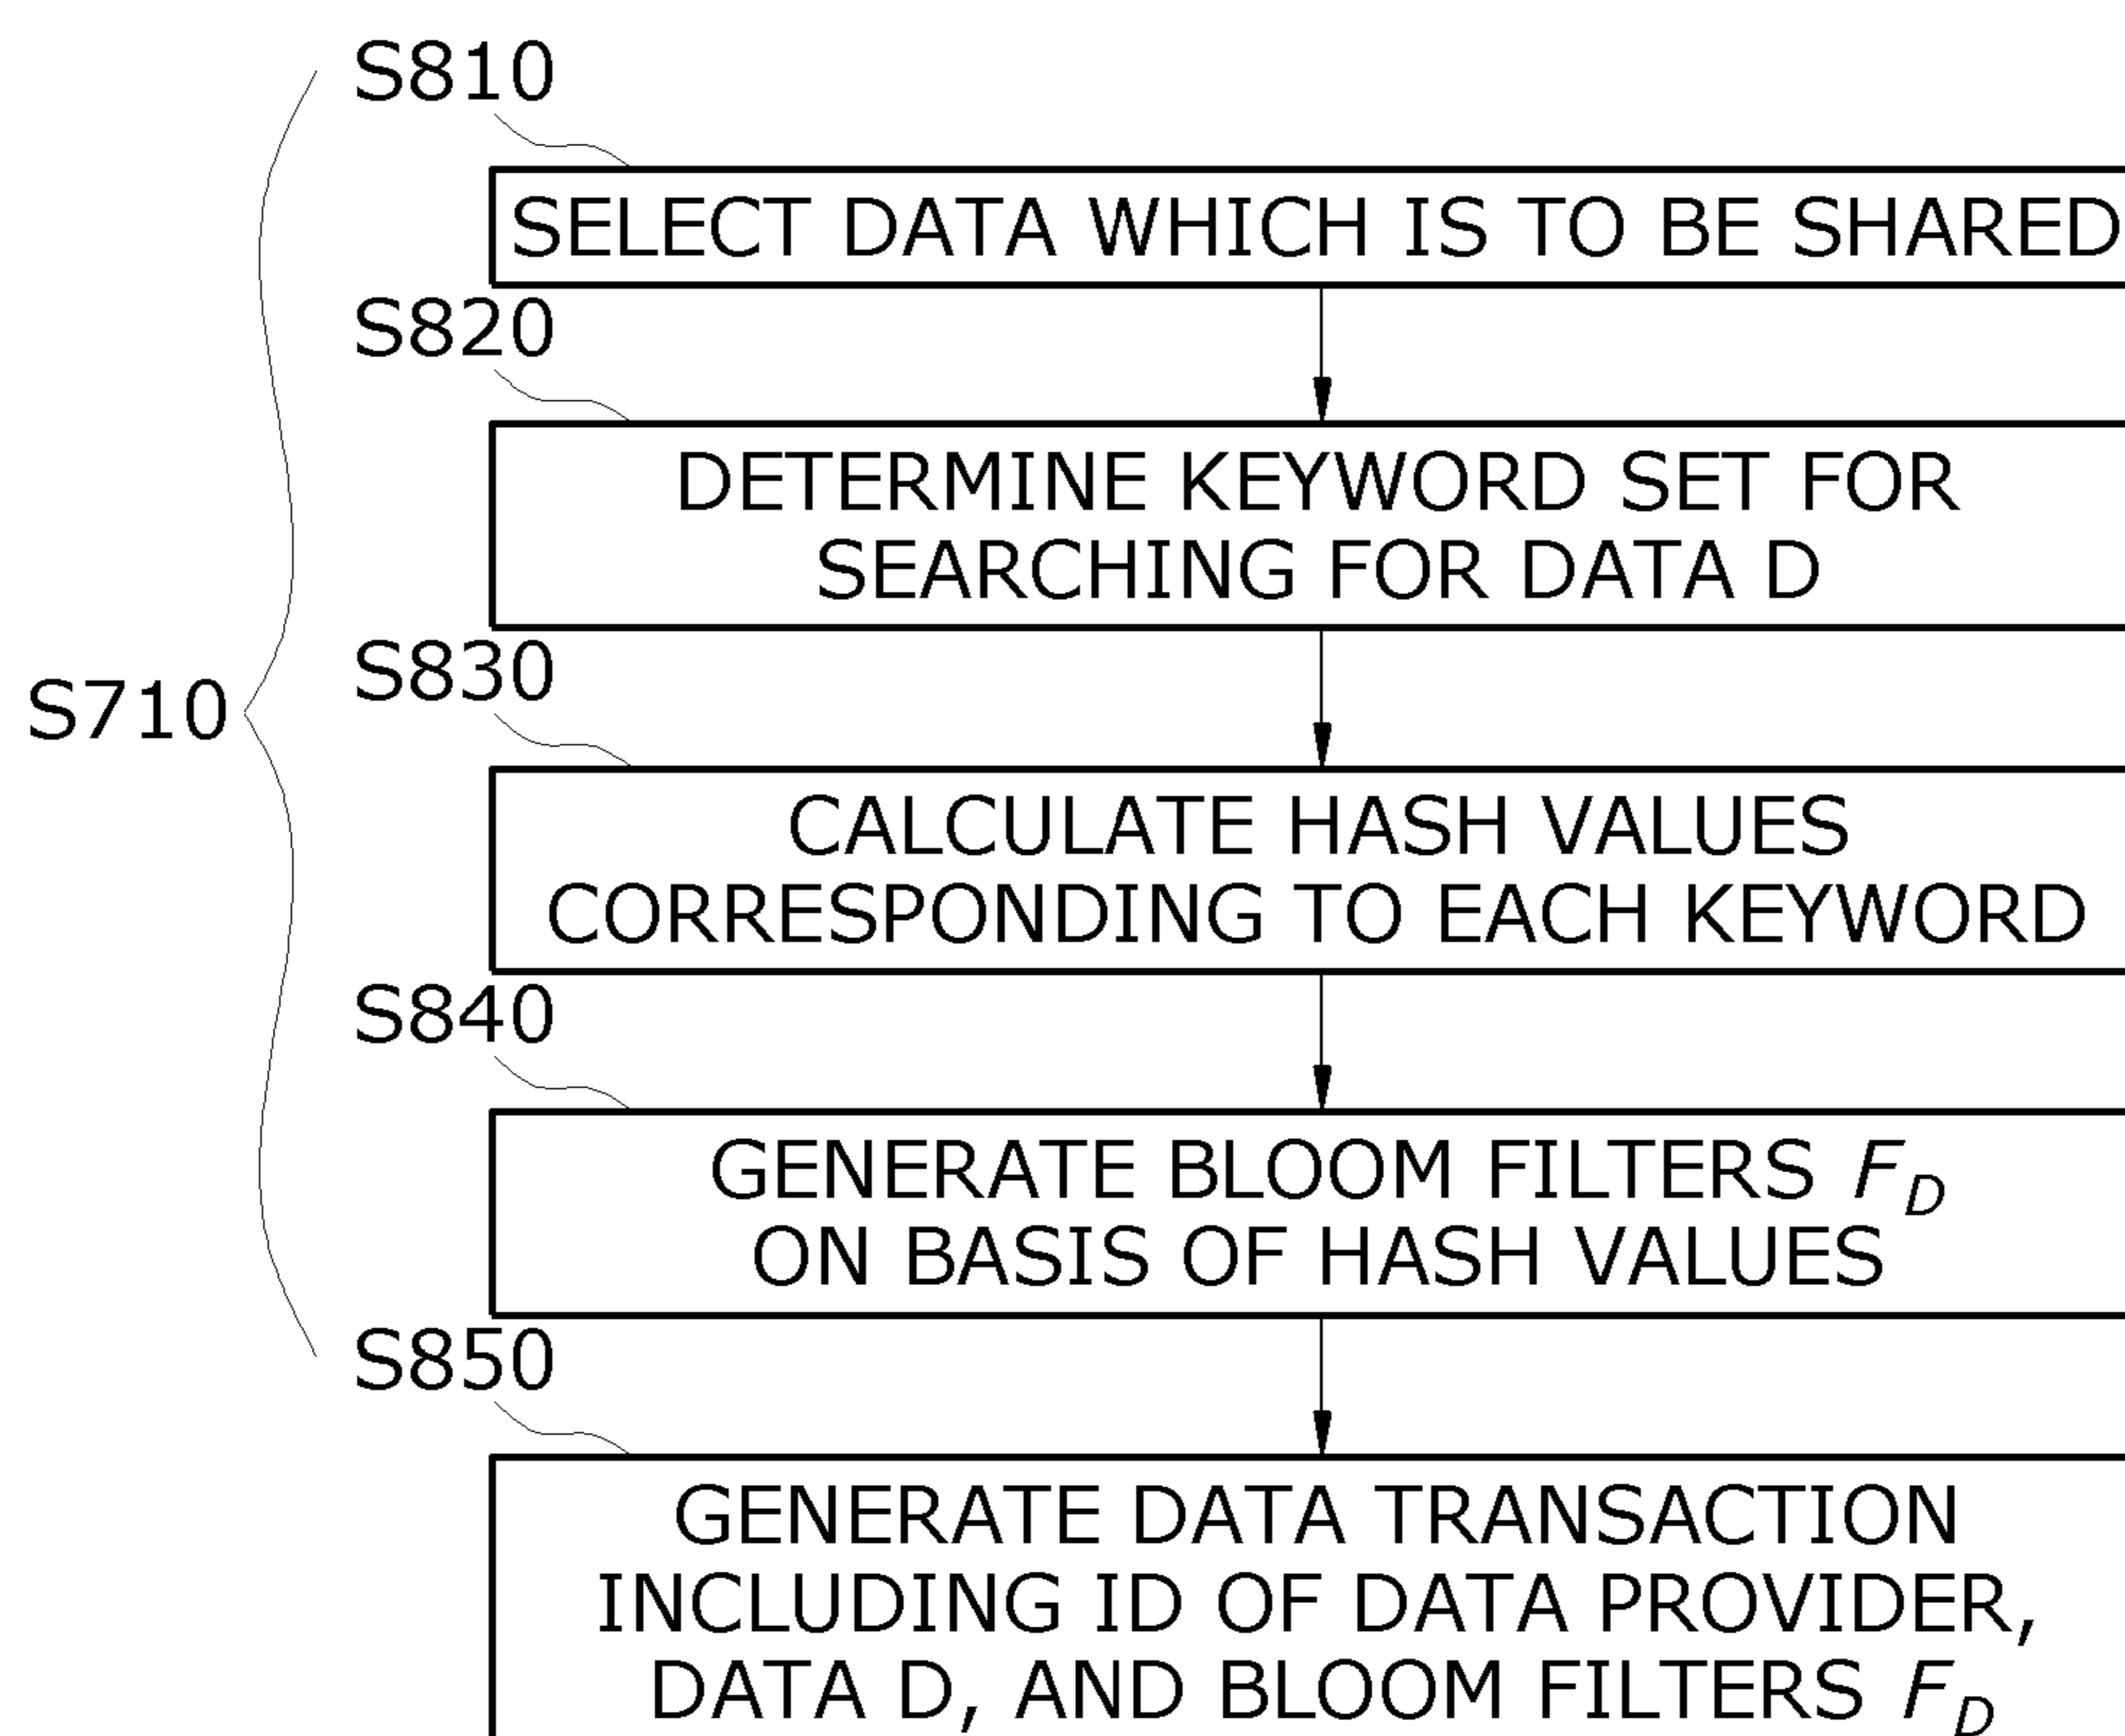 S810
SELECT DATA WHICH IS TO BE SHARED
S820
DETERMINE KEYWORD SET FOR
SEARCHING FOR DATA D
S830
S710
CALCULATE HASH VALUES
CORRESPONDING TO EACH KEYWORD
S840
GENERATE BLOOM FILTERS F_D
ON BASIS OF HASH VALUES
S850
GENERATE DATA TRANSACTION
INCLUDING ID OF DATA PROVIDER,
DATA D, AND BLOOM FILTERS F_D